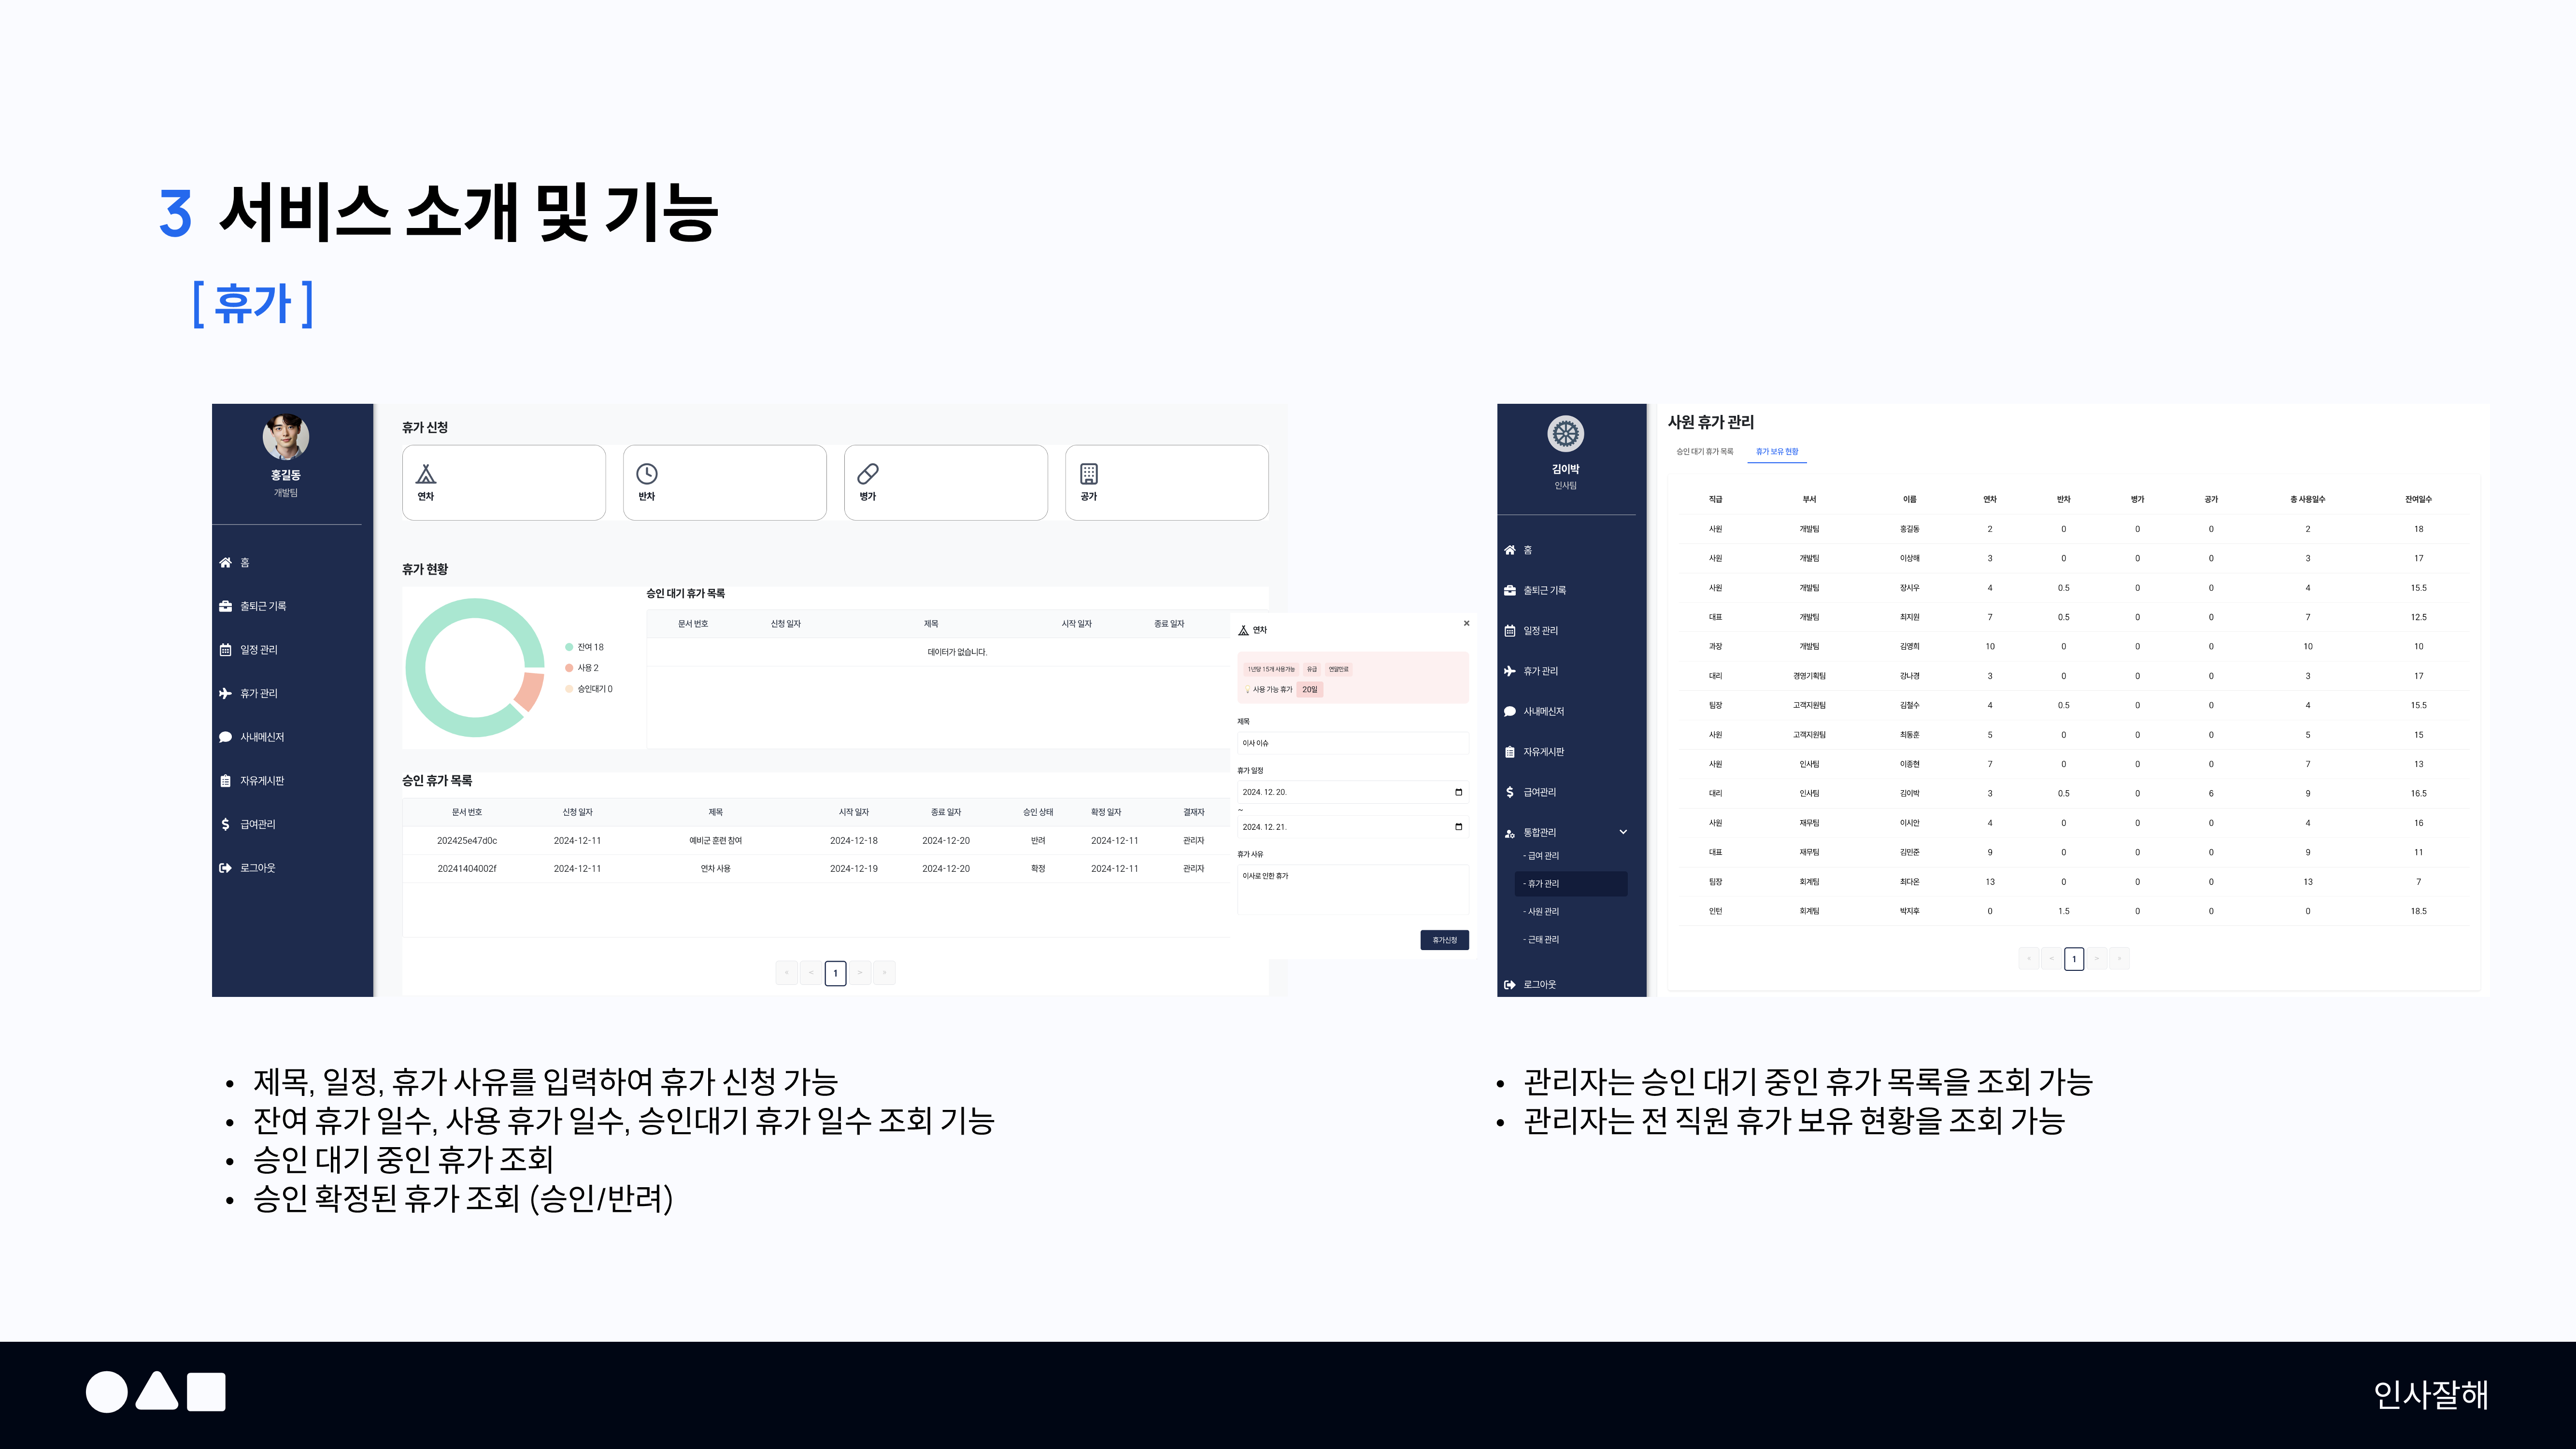 3 서비스 소개 및 기능
[ 휴가 ]
홍길동
개발팀
홈
출퇴근 기록
일정 관리
휴가 관리
사내메신저
자유게시판
급여관리
로그아웃
휴가 신청
연차 반차 병가 공가
휴가 현황
잔여 18
사용 2
승인대기 0
승인 대기 휴가 목록
문서 번호 신청 일자 제목 시작 일자 종료 일자
데이터가 없습니다.
승인 휴가 목록
문서 번호 신청 일자 제목 시작 일자 종료 일자 승인 상태 확정 일자 결재자
202425e47d0c 2024-12-11 예비군 훈련 참여 2024-12-18 2024-12-20 반려 2024-12-11 관리자
20241404002f 2024-12-11 연차 사용 2024-12-19 2024-12-20 확정 2024-12-11 관리자
« < 1 > »
연차 ×
1년당 15개 사용가능 유급 연말만료
사용 가능 휴가 20일
제목
이사 이슈
휴가 일정
2024. 12. 20.
~
2024. 12. 21.
휴가 사유
이사로 인한 휴가
휴가신청
김이박
인사팀
홈
출퇴근 기록
일정 관리
휴가 관리
사내메신저
자유게시판
급여관리
통합관리
- 급여 관리
- 휴가 관리
- 사원 관리
- 근태 관리
로그아웃
사원 휴가 관리
승인 대기 휴가 목록 휴가 보유 현황
직급 부서 이름 연차 반차 병가 공가 총 사용일수 잔여일수
사원 개발팀 홍길동 2 0 0 0 2 18
사원 개발팀 이상해 3 0 0 0 3 17
사원 개발팀 장시우 4 0.5 0 0 4 15.5
대표 개발팀 최지원 7 0.5 0 0 7 12.5
과장 개발팀 김영희 10 0 0 0 10 10
대리 경영기획팀 강나경 3 0 0 0 3 17
팀장 고객지원팀 김철수 4 0.5 0 0 4 15.5
사원 고객지원팀 최동훈 5 0 0 0 5 15
사원 인사팀 이종현 7 0 0 0 7 13
대리 인사팀 김이박 3 0.5 0 6 9 16.5
사원 재무팀 이시안 4 0 0 0 4 16
대표 재무팀 김민준 9 0 0 0 9 11
팀장 회계팀 최다온 13 0 0 0 13 7
인턴 회계팀 박지후 0 1.5 0 0 0 18.5
« < 1 > »
• 제목, 일정, 휴가 사유를 입력하여 휴가 신청 가능
• 잔여 휴가 일수, 사용 휴가 일수, 승인대기 휴가 일수 조회 기능
• 승인 대기 중인 휴가 조회
• 승인 확정된 휴가 조회 (승인/반려)
• 관리자는 승인 대기 중인 휴가 목록을 조회 가능
• 관리자는 전 직원 휴가 보유 현황을 조회 가능
인사잘해